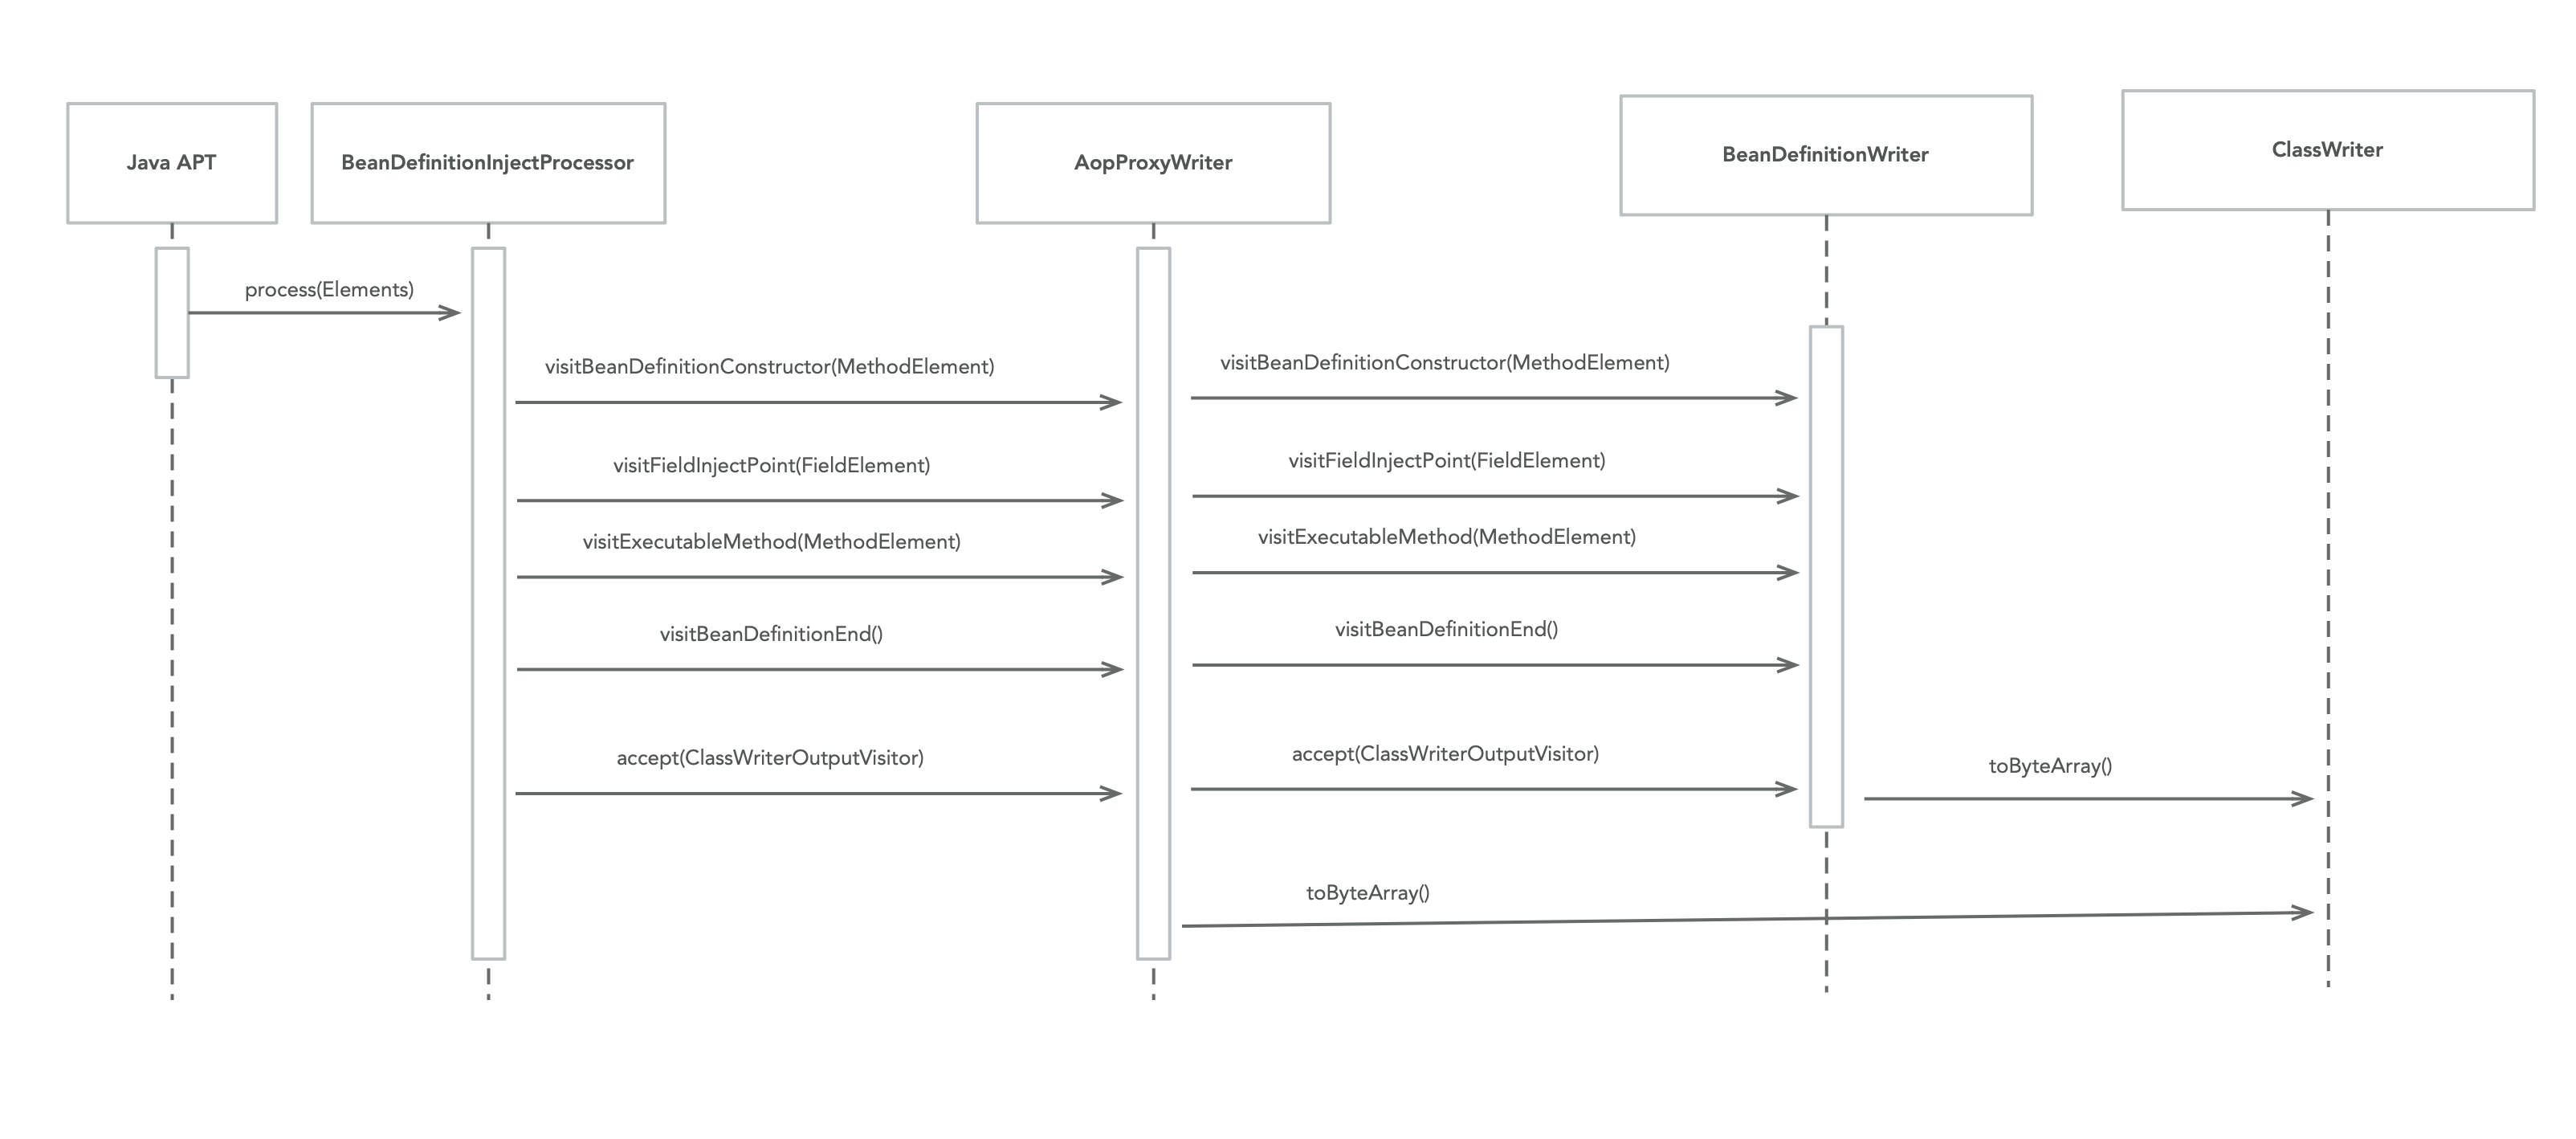 Java APT
BeanDefinitionInjectProcessor
AopProxyWriter
BeanDefinitionWriter
ClassWriter
process(Elements)
visitBeanDefinitionConstructor(MethodElement)
visitBeanDefinitionConstructor(MethodElement)
visitFieldInjectPoint(FieldElement)
visitFieldInjectPoint(FieldElement)
visitExecutableMethod(MethodElement)
visitExecutableMethod(MethodElement)
visitBeanDefinitionEnd()
visitBeanDefinitionEnd()
accept(ClassWriterOutputVisitor)
accept(ClassWriterOutputVisitor)
toByteArray()
toByteArray()